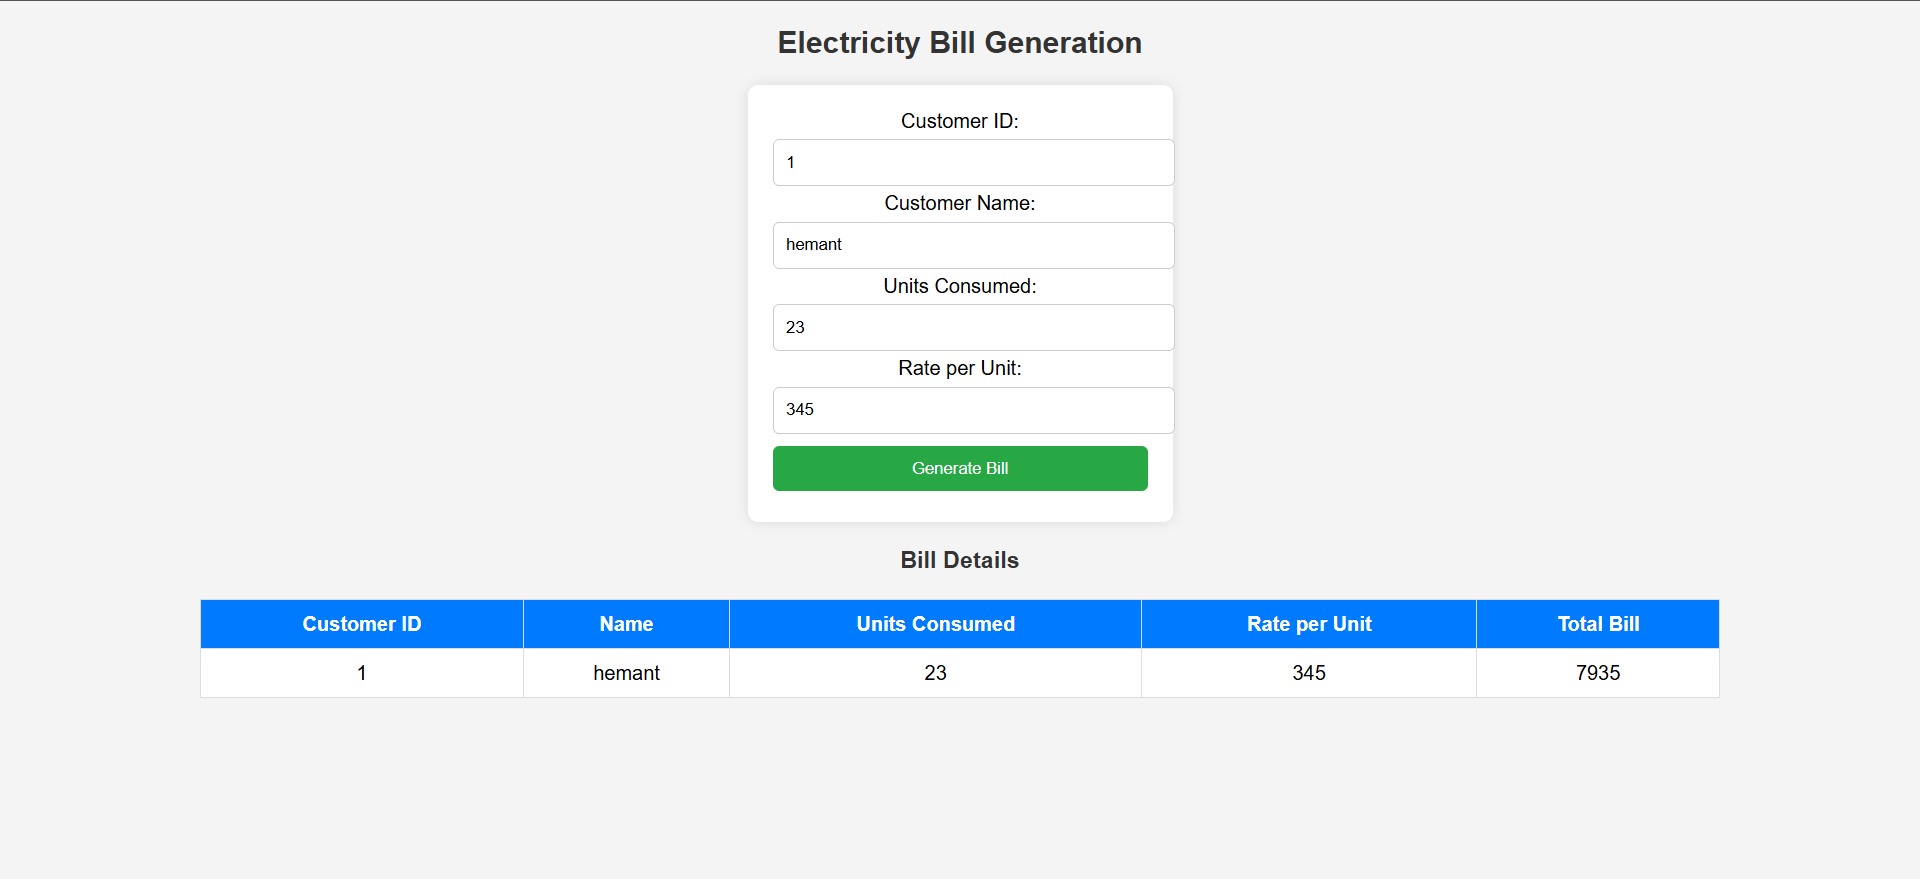 Electricity Bill Generation
Customer ID:
1
Customer Name:
hemant
Units Consumed:
23
Rate per Unit:
345
Generate Bill
Bill Details
Customer ID Name Units Consumed Rate per Unit Total Bill
1 hemant 23 345 7935